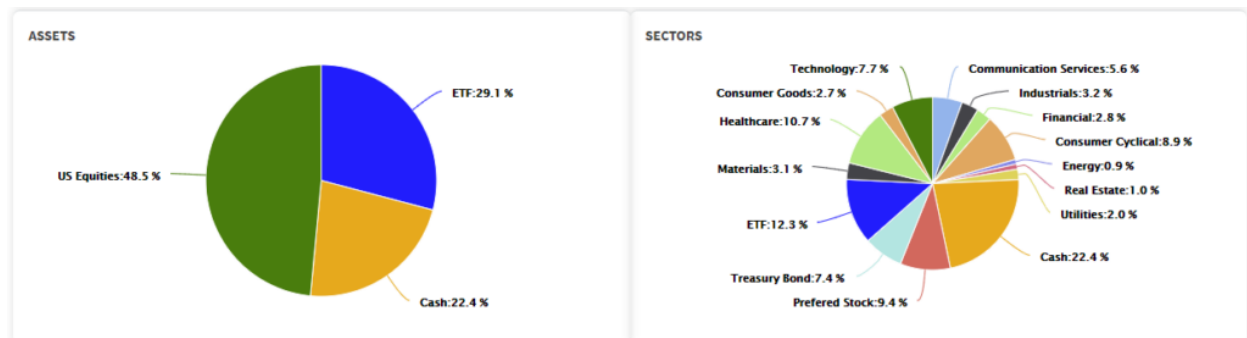 ASSETS
ETF:29.1 %
US Equities:48.5 %
Cash:22.4 %
SECTORS
Technology:7.7 %
Communication Services:5.6 %
Consumer Goods:2.7 %
Industrials:3.2 %
Healthcare:10.7 %
Financial:2.8 %
Consumer Cyclical:8.9 %
Materials:3.1 %
Energy:0.9 %
Real Estate:1.0 %
ETF:12.3 %
Utilities:2.0 %
Cash:22.4 %
Treasury Bond:7.4 %
Prefered Stock:9.4 %